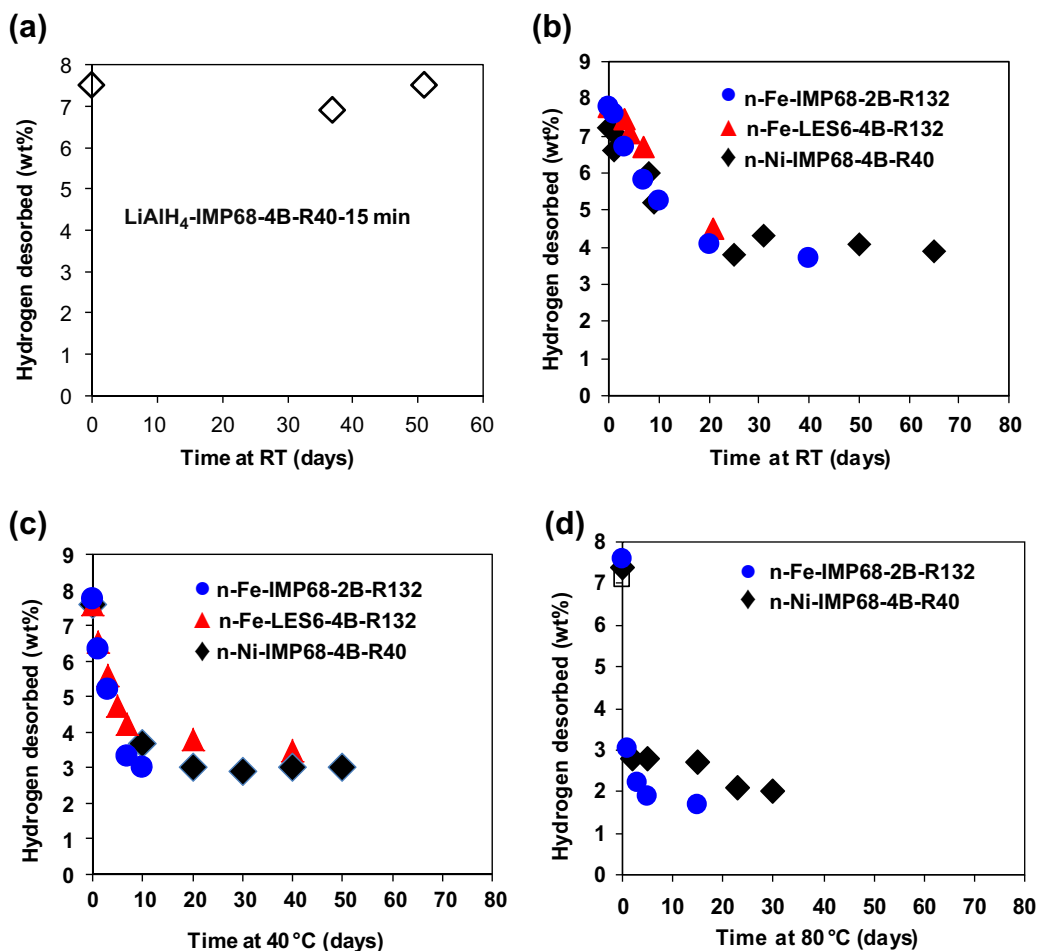 (a)
Hydrogen desorbed (wt%)
8
7
6
5
4
3
2
1
0
LiAlH₄-IMP68-4B-R40-15 min
0 10 20 30 40 50 60
Time at RT (days)
(b)
Hydrogen desorbed (wt%)
9
8
7
6
5
4
3
2
1
0
n-Fe-IMP68-2B-R132
n-Fe-LES6-4B-R132
n-Ni-IMP68-4B-R40
0 10 20 30 40 50 60 70 80
Time at RT (days)
(c)
Hydrogen desorbed (wt%)
9
8
7
6
5
4
3
2
1
0
n-Fe-IMP68-2B-R132
n-Fe-LES6-4B-R132
n-Ni-IMP68-4B-R40
0 10 20 30 40 50 60 70 80
Time at 40°C (days)
(d)
Hydrogen desorbed (wt%)
8
7
6
5
4
3
2
1
0
n-Fe-IMP68-2B-R132
n-Ni-IMP68-4B-R40
0 10 20 30 40 50 60 70 80
Time at 80°C (days)